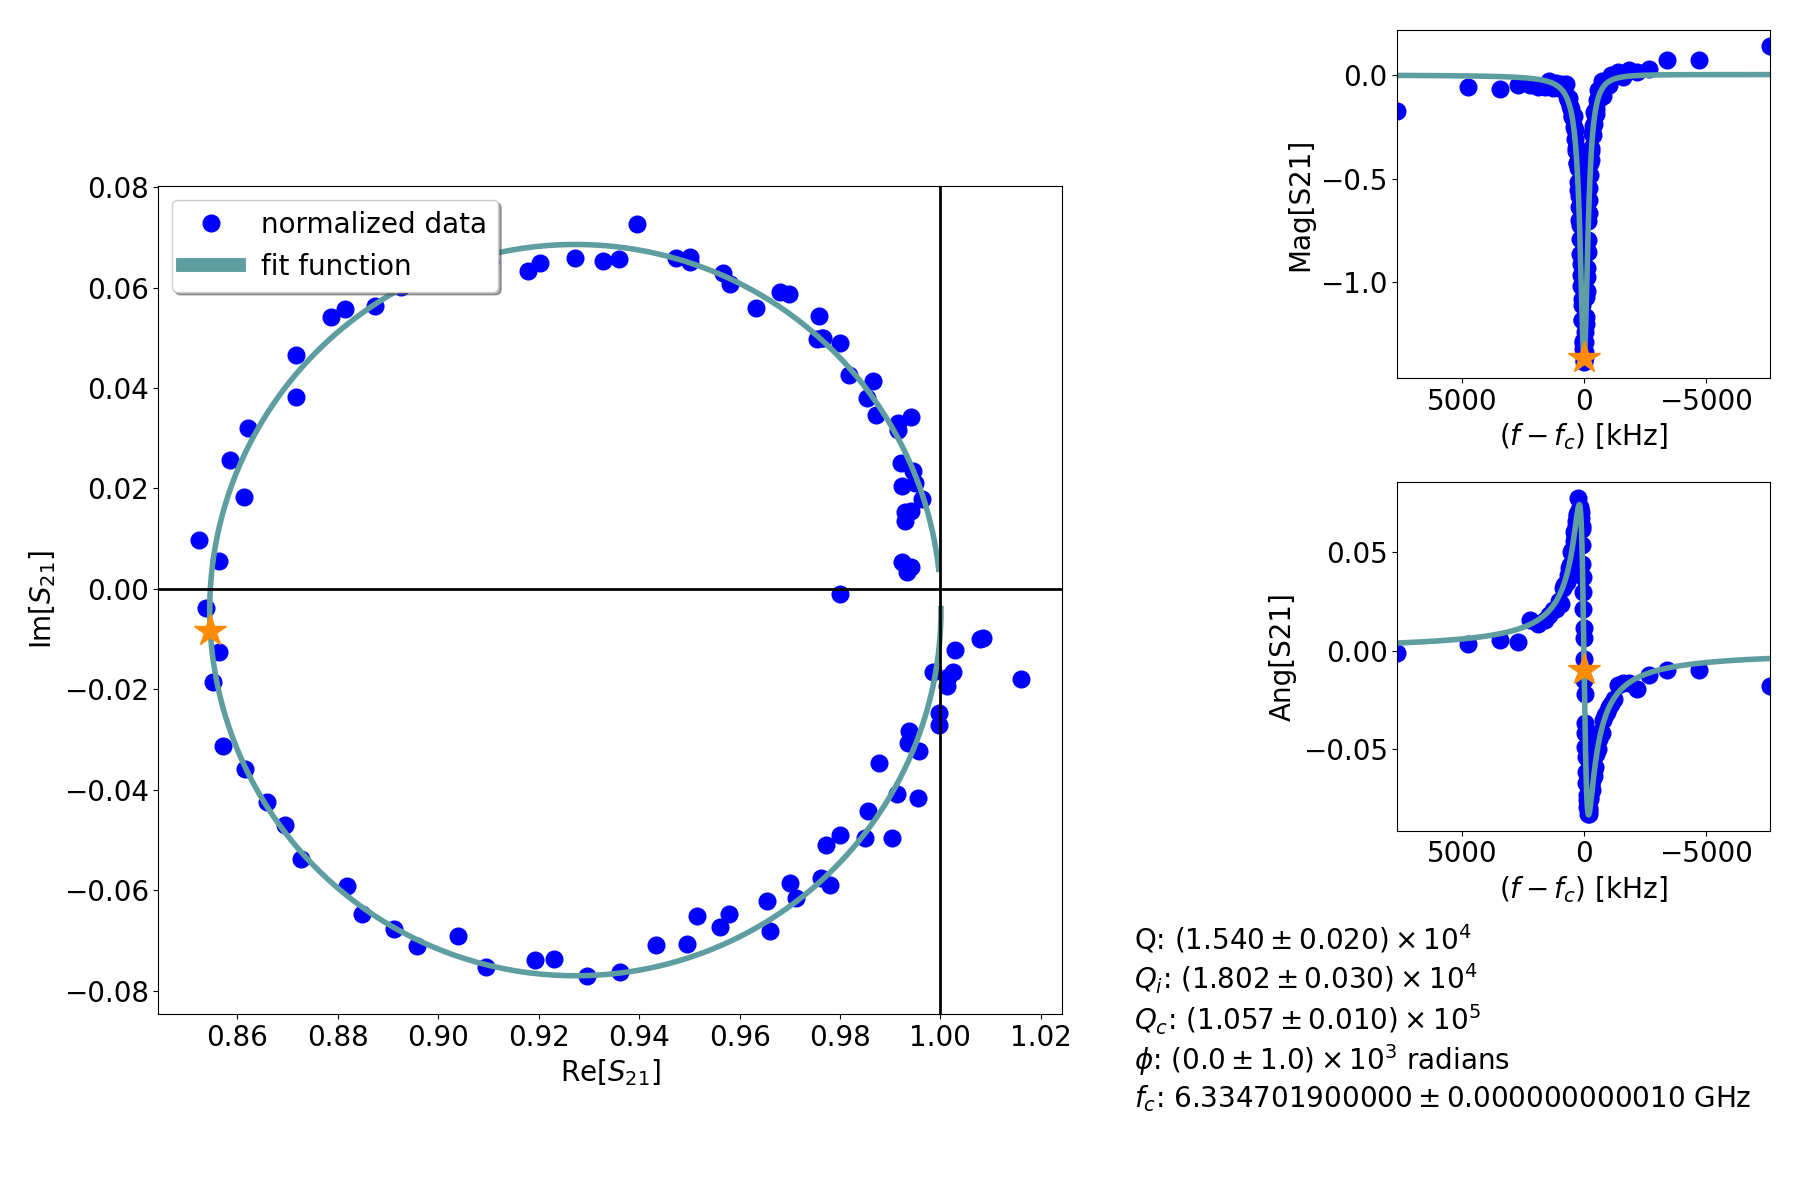 normalized data
fit function
0.08
0.06
0.04
0.02
0.00
−0.02
−0.04
−0.06
−0.08
Im[S21]
0.86 0.88 0.90 0.92 0.94 0.96 0.98 1.00 1.02
Re[S21]
0.0
−0.5
−1.0
Mag[S21]
5000 0 −5000
(f − fc) [kHz]
0.05
0.00
−0.05
Ang[S21]
5000 0 −5000
(f − fc) [kHz]
Q: (1.540 ± 0.020) × 10^4
Qi: (1.802 ± 0.030) × 10^4
Qc: (1.057 ± 0.010) × 10^5
ϕ: (0.0 ± 1.0) × 10^3 radians
fc: 6.334701900000 ± 0.000000000010 GHz